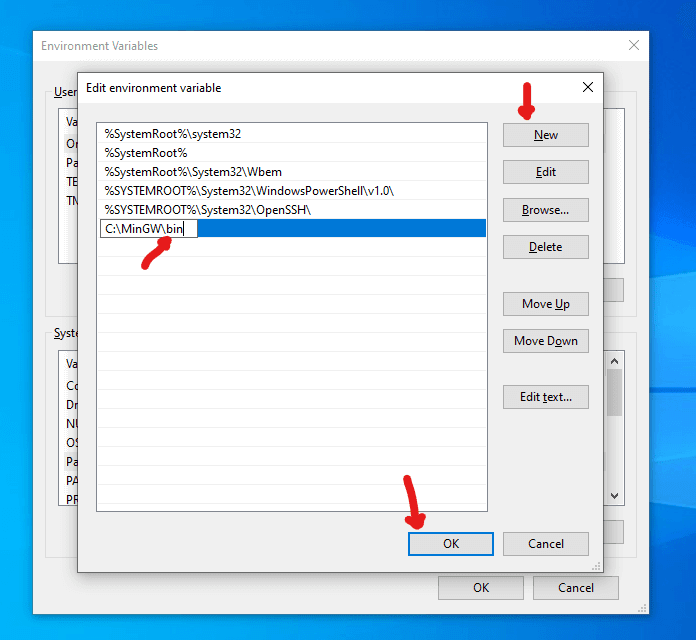 Environment Variables
Edit environment variable
User
Va
On
Pa
TE
TM
%SystemRoot%\system32
%SystemRoot%
%SystemRoot%\System32\Wbem
%SYSTEMROOT%\System32\WindowsPowerShell\v1.0\
%SYSTEMROOT%\System32\OpenSSH\
C:\MinGW\bin
New
Edit
Browse...
Delete
Move Up
Move Down
Edit text...
Syste
Va
Co
Dr
NU
OS
Pa
PA
PR
OK
Cancel
OK
Cancel